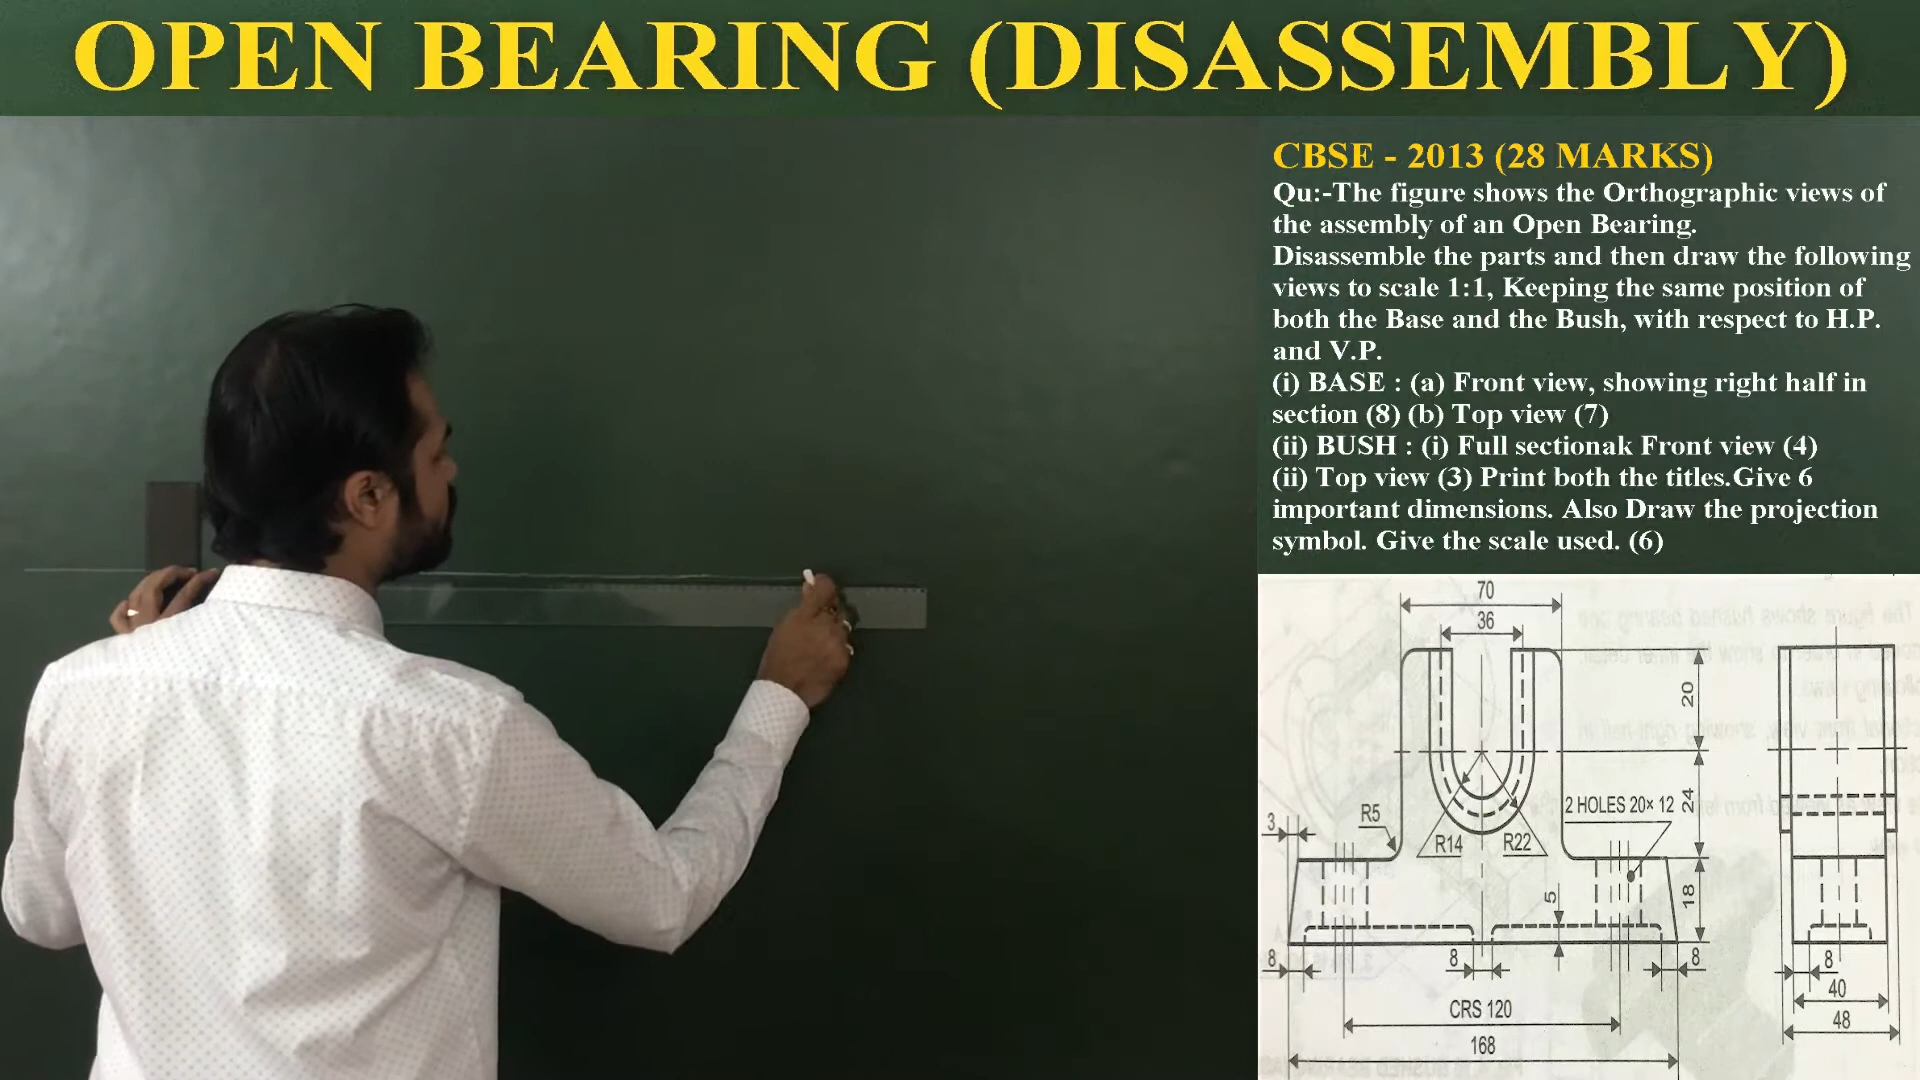 OPEN BEARING (DISASSEMBLY)
CBSE - 2013 (28 MARKS)
Qu:-The figure shows the Orthographic views of
the assembly of an Open Bearing.
Disassemble the parts and then draw the following
views to scale 1:1, Keeping the same position of
both the Base and the Bush, with respect to H.P.
and V.P.
(i) BASE : (a) Front view, showing right half in
section (8) (b) Top view (7)
(ii) BUSH : (i) Full sectionak Front view (4)
(ii) Top view (3) Print both the titles.Give 6
important dimensions. Also Draw the projection
symbol. Give the scale used. (6)
70
36
20
24
2 HOLES 20× 12
R5
3
R14
R22
18
5
8
8
8
8
40
CRS 120
48
168